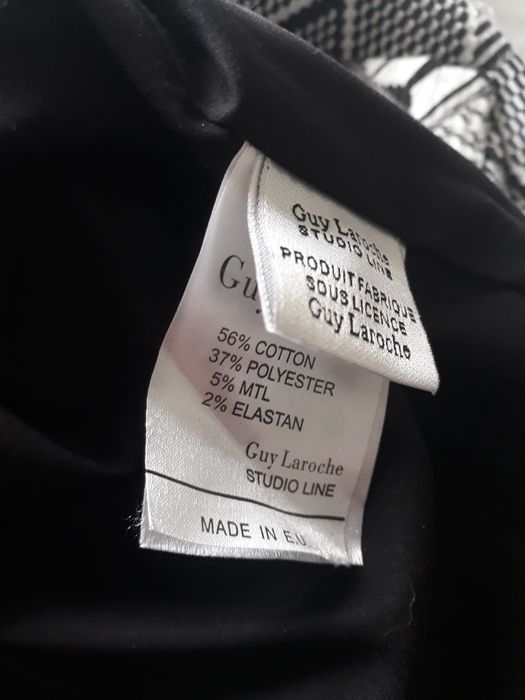 Guy Laroche
STUDIO LINE
PRODUIT FABRIQUE
SOUS LICENCE
Guy Laroche
Gu
56% COTTON
37% POLYESTER
5% MTL
2% ELASTAN
Guy Laroche
STUDIO LINE
MADE IN E.U.